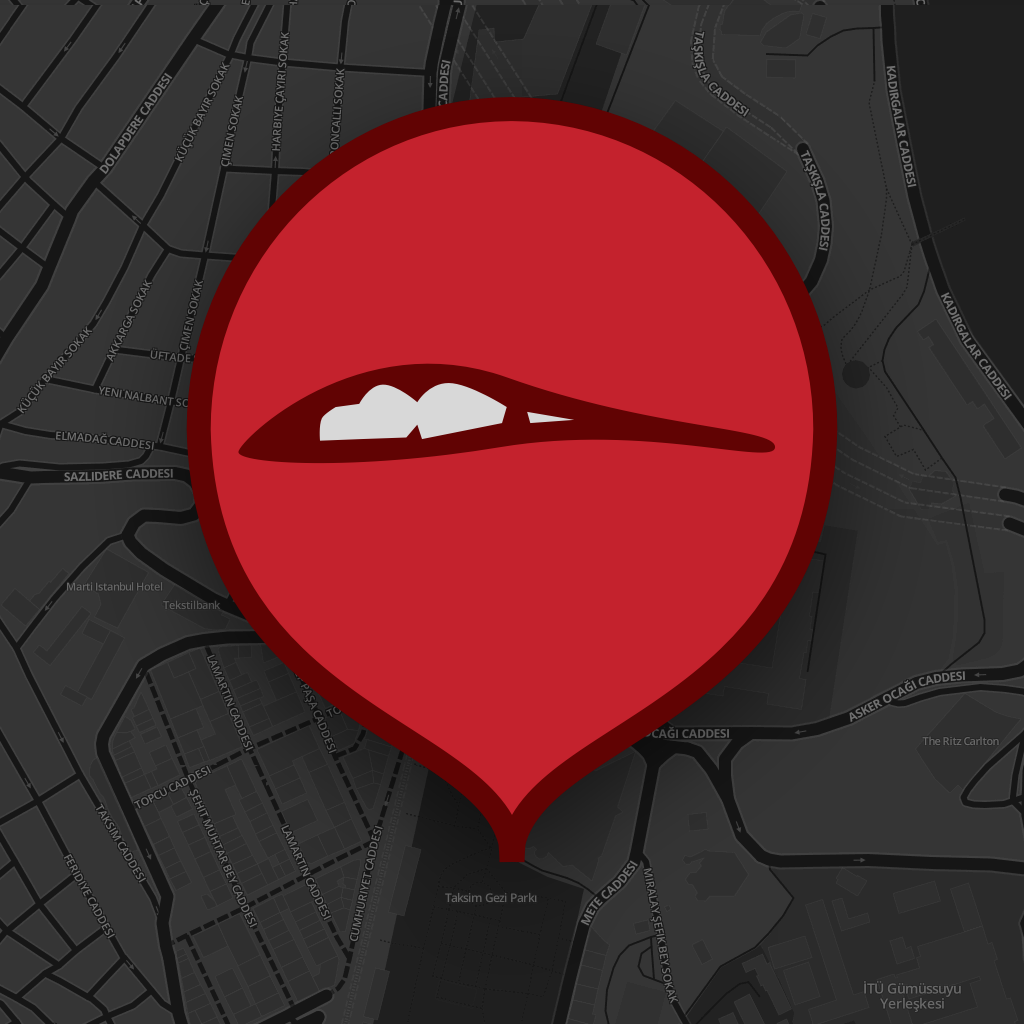 TAŞKIŞLA CADDESİ
KADIRGALAR CADDESİ
DOLAPDERE CADDESİ
KÜÇÜK BAYIR SOKAK
ÇİMEN SOKAK
HARBİYE ÇAYIRI SOKAK
SOKAK
CADDESİ
TAŞKIŞLA CADDESİ
KADIRGALAR CADDESİ
AKKARGA SOKAK
ÇİMEN SOKAK
KÜÇÜK BAYIR SOKAK
ÜFTADE
YENİ NALBANT
ELMADAĞ CADDESİ
SAZLIDERE CADDESİ
Marti Istanbul Hotel
Tekstilbank
LAMARTİN CADDESİ
PAŞA CADDESİ
ASKER OCAĞI CADDESİ
OCAĞI CADDESİ
The Ritz Carlton
TOPCU CADDESİ
ŞEHİT MUHTAR BEY CADDESİ
LAMARTİN CADDESİ
TAKSİM CADDESİ
FERİDİYE CADDESİ
CUMHURİYET CADDESİ
Taksim Gezi Parkı
METE CADDESİ
MİRALAY ŞEFİK BEY SOKAK
İTÜ Gümüssuyu
Yerleşkesi